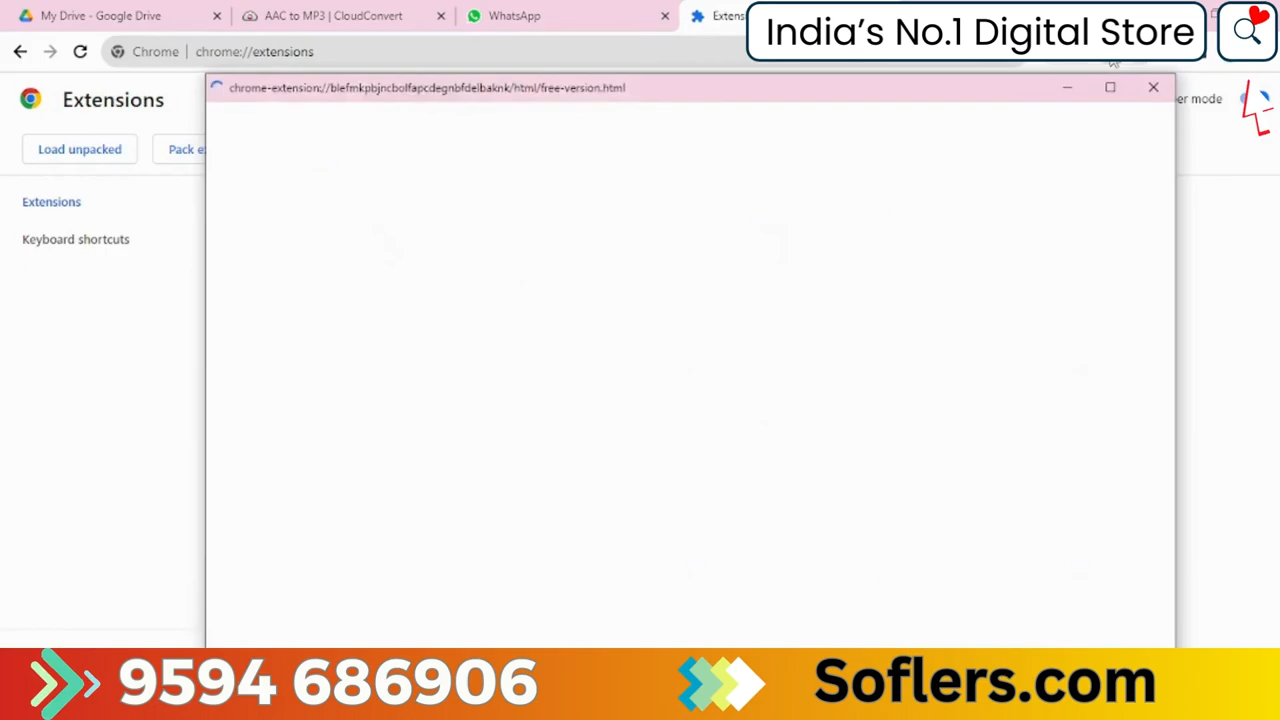 My Drive - Google Drive
AAC to MP3 | CloudConvert
WhatsApp
Extens
India's No.1 Digital Store
Chrome
chrome://extensions
chrome-extension://blefmkpbjncbolfapcdegnbfdelbaknk/html/free-version.html
Extensions
er mode
Load unpacked
Pack e
Extensions
Keyboard shortcuts
9594 686906
Soflers.com